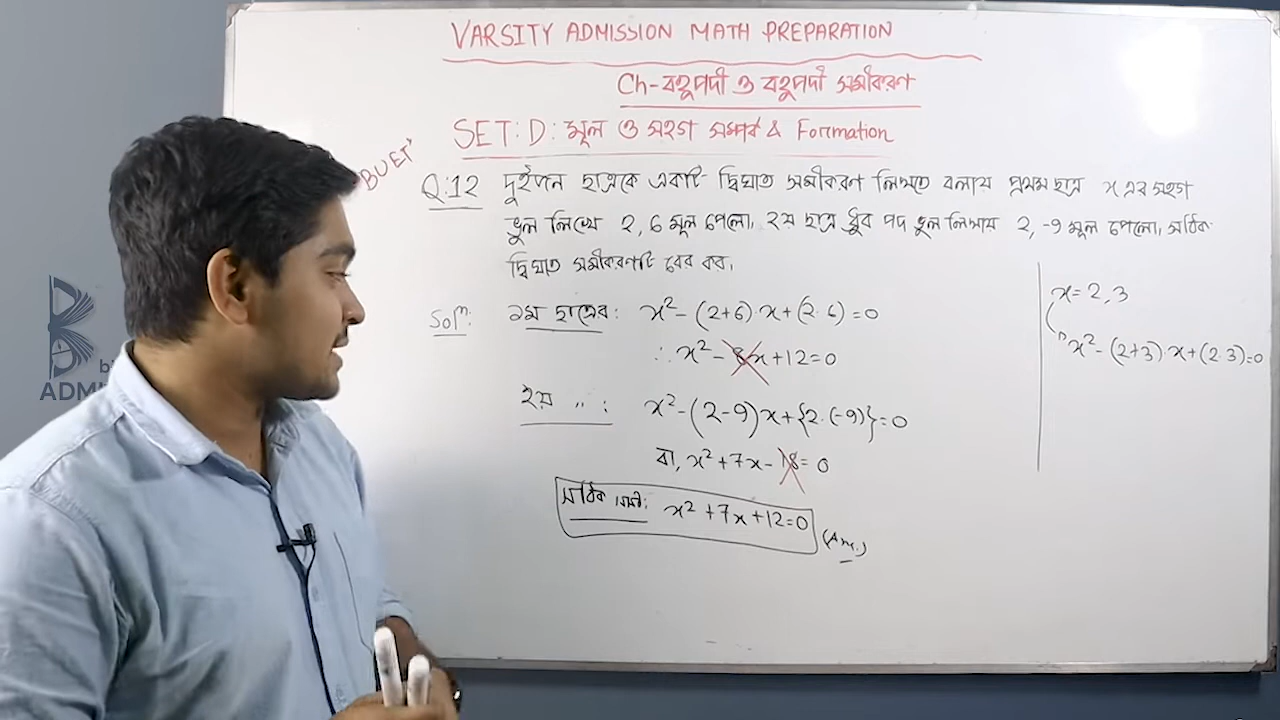 VARSITY ADMISSION MATH PREPARATION
Ch-বহুপদী ও বহুপদী সমীকরণ
SET: D: মূল ও সহগ সম্পর্ক & Formation
BUET'
Q:12 দুইজন ছাত্রকে একটি দ্বিঘাত সমীকরণ লিখতে বলায় প্রথম ছাত্র x এর সহগ
ভুল লিখে 2, 6 মূল পেলো। ২য় ছাত্র ধ্রুব পদ ভুল লিখায় 2, -9 মূল পেলো। সঠিক
দ্বিঘাত সমীকরণটি বের কর।
Solⁿ: ১ম ছাত্রের: x² - (2+6)·x + (2·6) = 0
∴ x² - 8x + 12 = 0
২য় ,, : x² - (2-9)x + {2·(-9)} = 0
বা, x² + 7x - 18 = 0
সঠিক সমী: x² + 7x + 12 = 0 (Ans.)
x = 2, 3
x² - (2+3)·x + (2·3) = 0
ADM